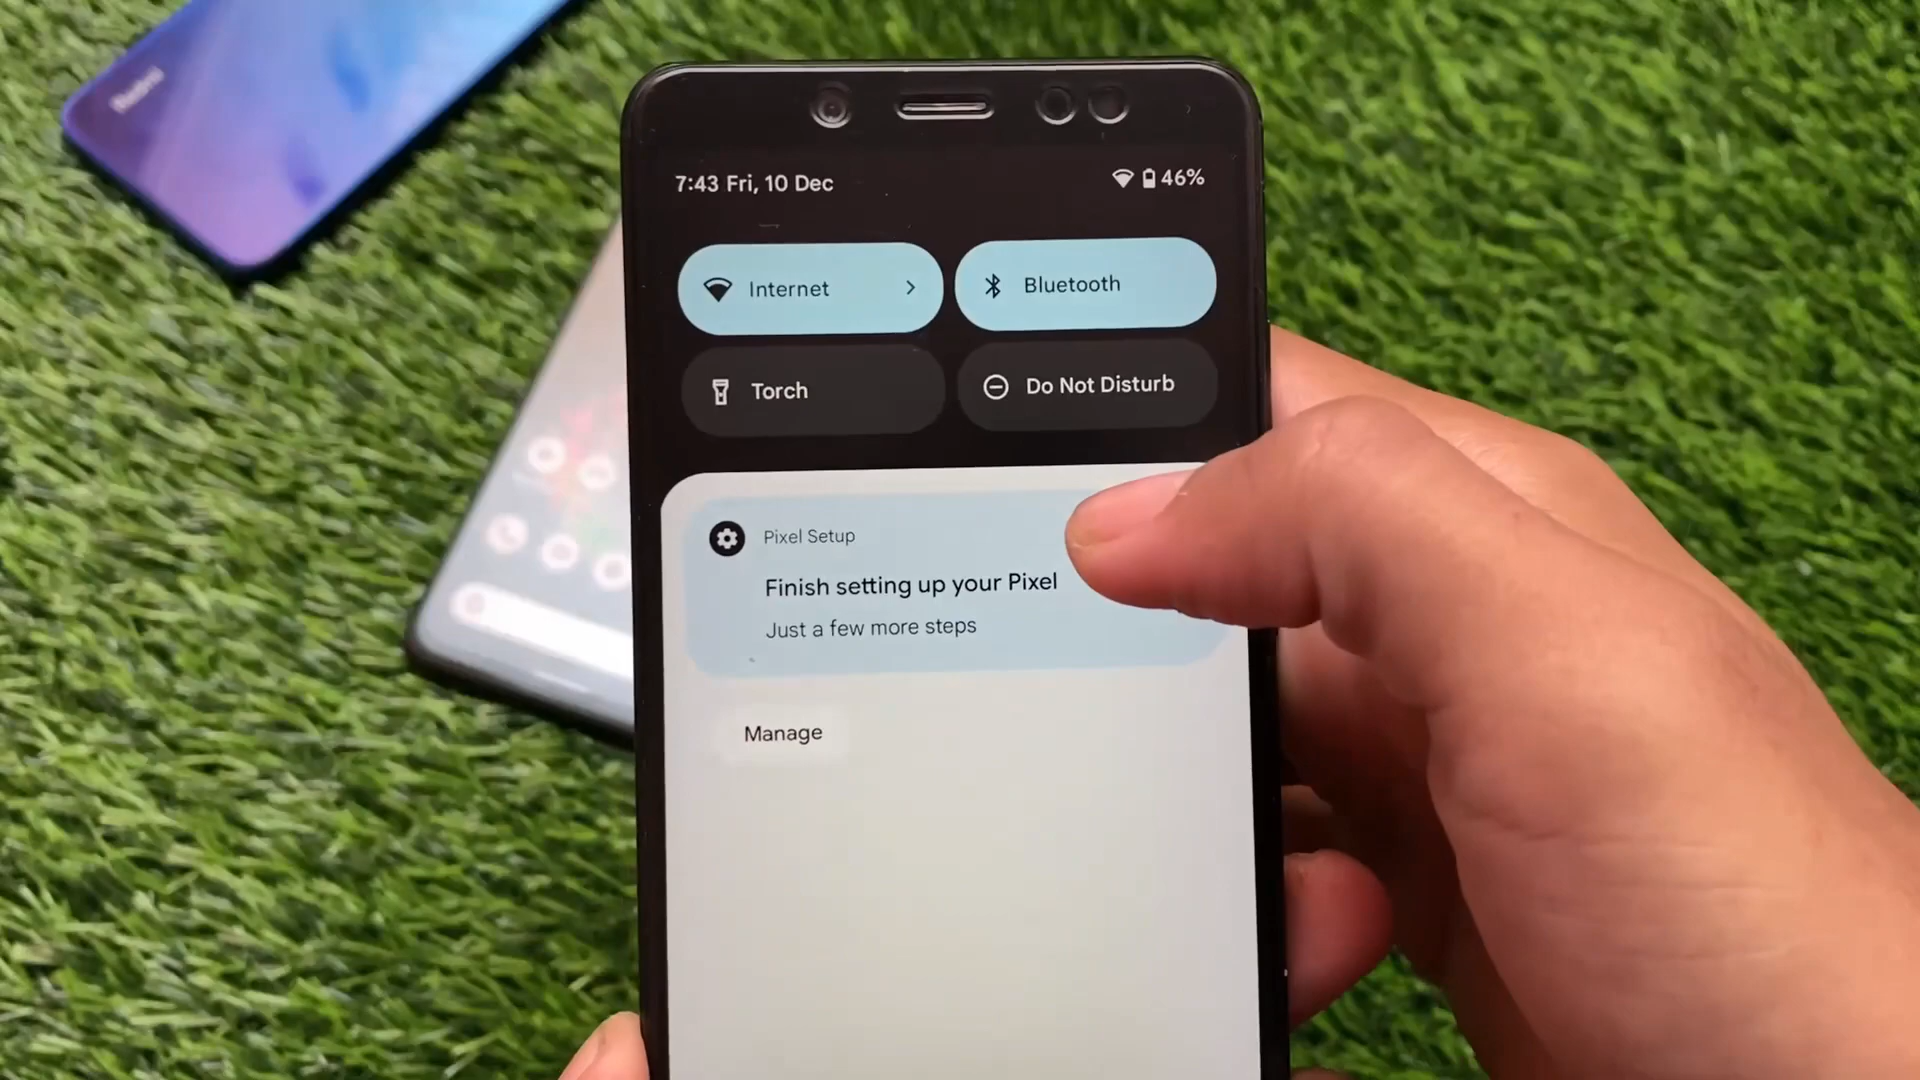 Redmi
7:43 Fri, 10 Dec
46%
Internet
Bluetooth
Torch
Do Not Disturb
Pixel Setup
Finish setting up your Pixel
Just a few more steps
Manage